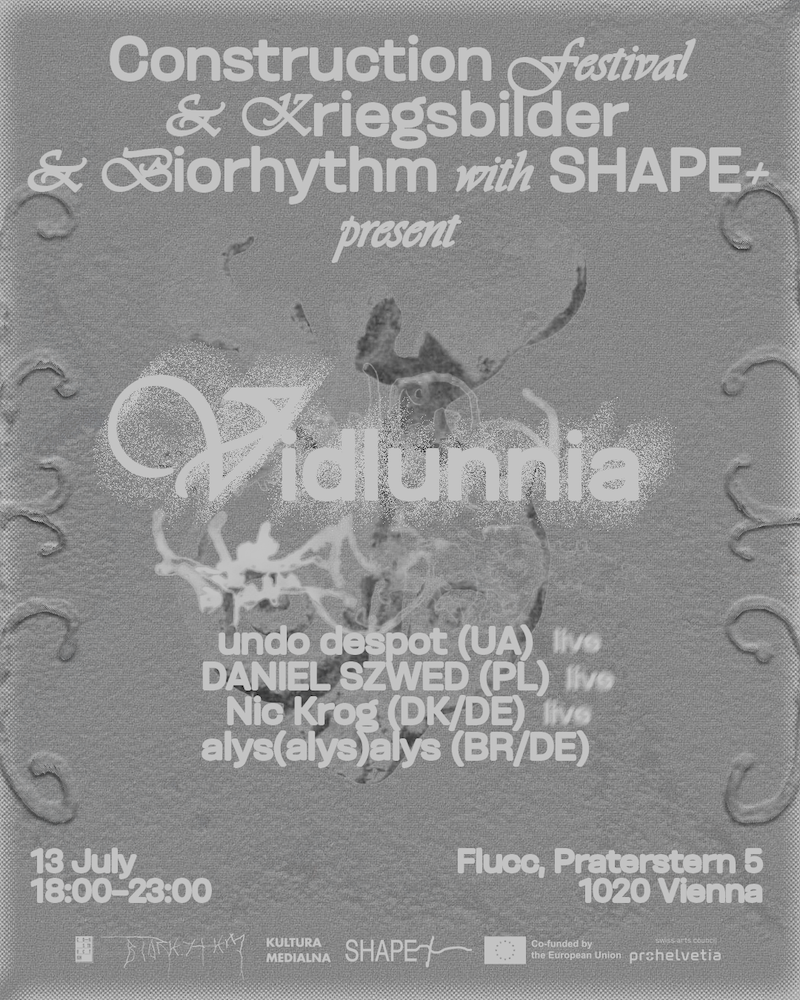 Construction festival
& Kriegsbilder
& Biorhythm with SHAPE+
present
Vidlunnia
undo despot (UA) live
DANIEL SZWED (PL) live
Nic Krog (DK/DE) live
alys(alys)alys (BR/DE)
13 July
18:00–23:00
Flucc, Praterstern 5
1020 Vienna
BIORHYTHM
KULTURA
MEDIALNA
SHAPE+
Co-funded by
the European Union
swiss arts council
prohelvetia